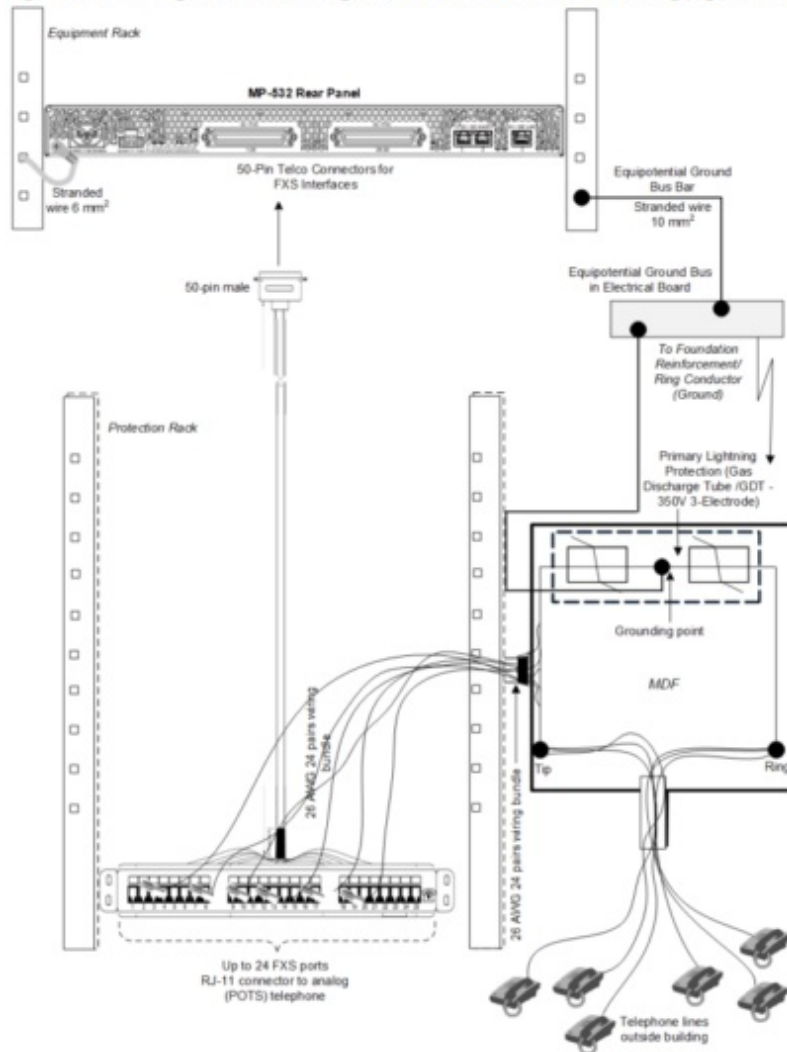 Equipment Rack
MP-532 Rear Panel
50-Pin Telco Connectors for
FXS Interfaces
Stranded
wire 6 mm²
Equipotential Ground
Bus Bar
Stranded wire
10 mm²
50-pin male
Equipotential Ground Bus
in Electrical Board
To Foundation
Reinforcement/
Ring Conductor
(Ground)
Protection Rack
Primary Lightning
Protection (Gas
Discharge Tube /GDT -
350V 3-Electrode)
Grounding point
MDF
26 AWG 24 pairs wiring
bundle
Tip
Ring
26 AWG 24 pairs wiring bundle
Up to 24 FXS ports
RJ-11 connector to analog
(POTS) telephone
Telephone lines
outside building